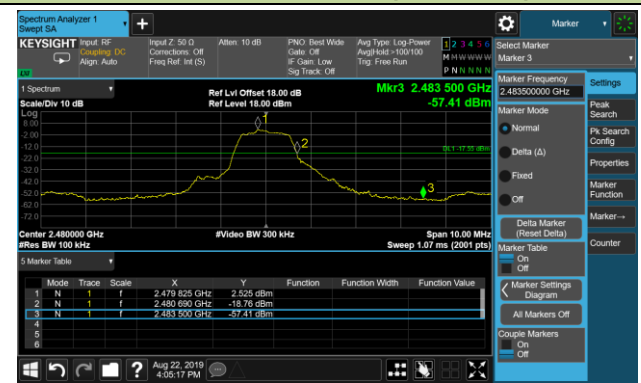 Spectrum Analyzer 1
Swept SA
Marker
KEYSIGHT
Input: RF
Coupling: DC
Align: Auto
Input Z: 50 Ω
Corrections: Off
Freq Ref: Int (S)
Atten: 10 dB
PNO: Best Wide
Gate: Off
IF Gain: Low
Sig Track: Off
Avg Type: Log-Power
Avg|Hold:>100/100
Trig: Free Run
1 2 3 4 5 6
M W W W W W
P N N N N N
LXI
1 Spectrum
Scale/Div 10 dB
Ref Lvl Offset 18.00 dB
Ref Level 18.00 dBm
Mkr3 2.483 500 GHz
-57.41 dBm
Log
8.00
-2.00
-12.0
-22.0
-32.0
-42.0
-52.0
-62.0
-72.0
1
2
3
DL1 -17.55 dBm
Center 2.480000 GHz
#Res BW 100 kHz
#Video BW 300 kHz
Span 10.00 MHz
Sweep 1.07 ms (2001 pts)
5 Marker Table
Mode Trace Scale X Y Function Function Width Function Value
1 N 1 f 2.479 825 GHz 2.525 dBm
2 N 1 f 2.480 690 GHz -18.76 dBm
3 N 1 f 2.483 500 GHz -57.41 dBm
4
5
6
Aug 22, 2019
4:05:17 PM
Select Marker
Marker 3
Marker Frequency
2.483500000 GHz
Marker Mode
Normal
Delta (Δ)
Fixed
Off
Delta Marker
(Reset Delta)
Marker Table
On
Off
Marker Settings
Diagram
All Markers Off
Couple Markers
On
Off
Settings
Peak
Search
Pk Search
Config
Properties
Marker
Function
Marker→
Counter